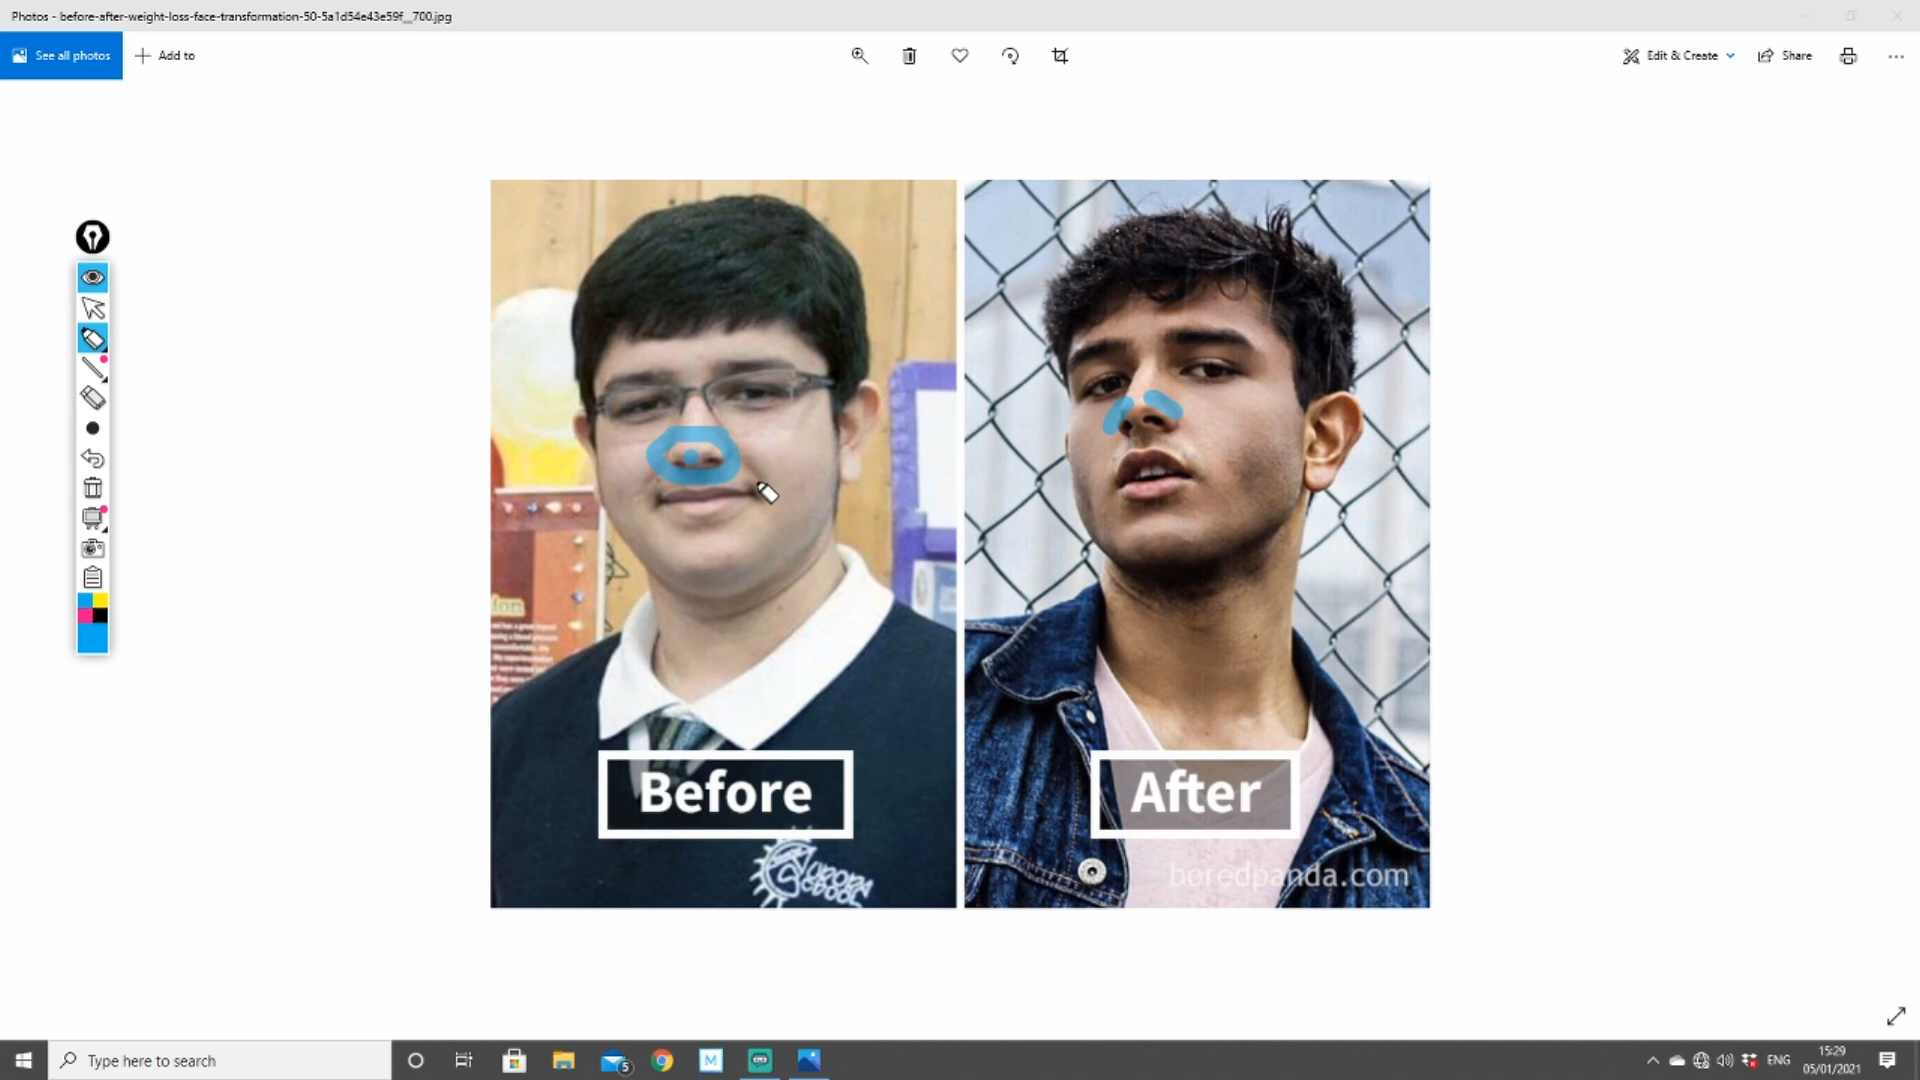 Photos - before-after-weight-loss-face-transformation-50-5a1d54e43e59f__700.jpg
See all photos
Add to
Edit & Create
Share
Before
After
boredpanda.com
Type here to search
5
M
ENG
15:29
05/01/2021